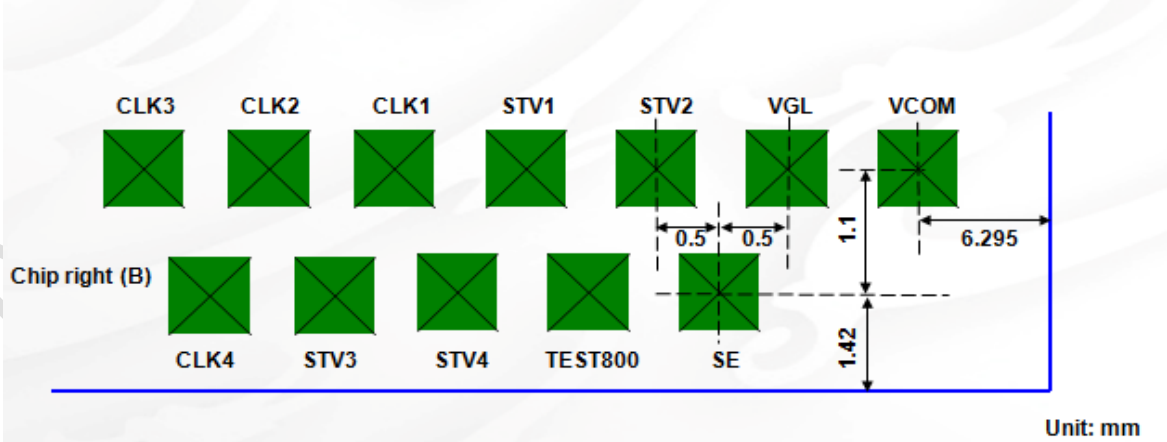 CLK3 CLK2 CLK1 STV1 STV2 VGL VCOM
1.1
0.5 0.5 6.295
Chip right (B)
1.42
CLK4 STV3 STV4 TEST800 SE
Unit: mm